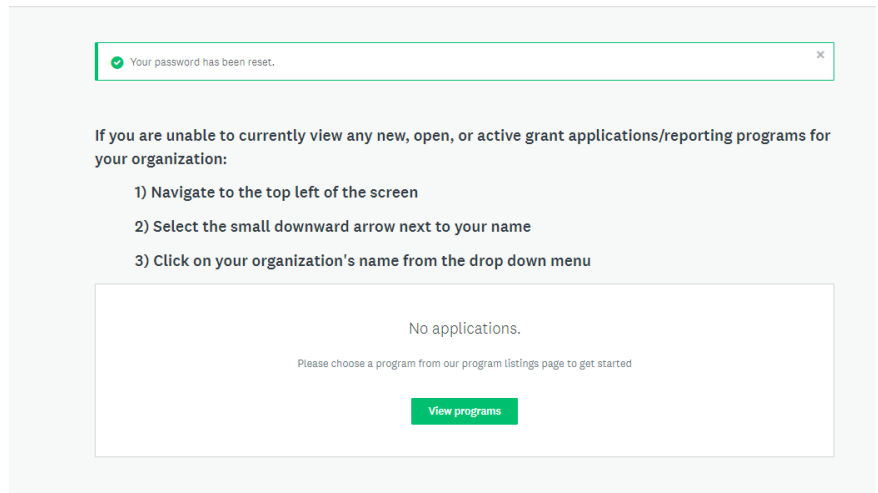 Your password has been reset.
×
If you are unable to currently view any new, open, or active grant applications/reporting programs for
your organization:
1) Navigate to the top left of the screen
2) Select the small downward arrow next to your name
3) Click on your organization's name from the drop down menu
No applications.
Please choose a program from our program listings page to get started
View programs